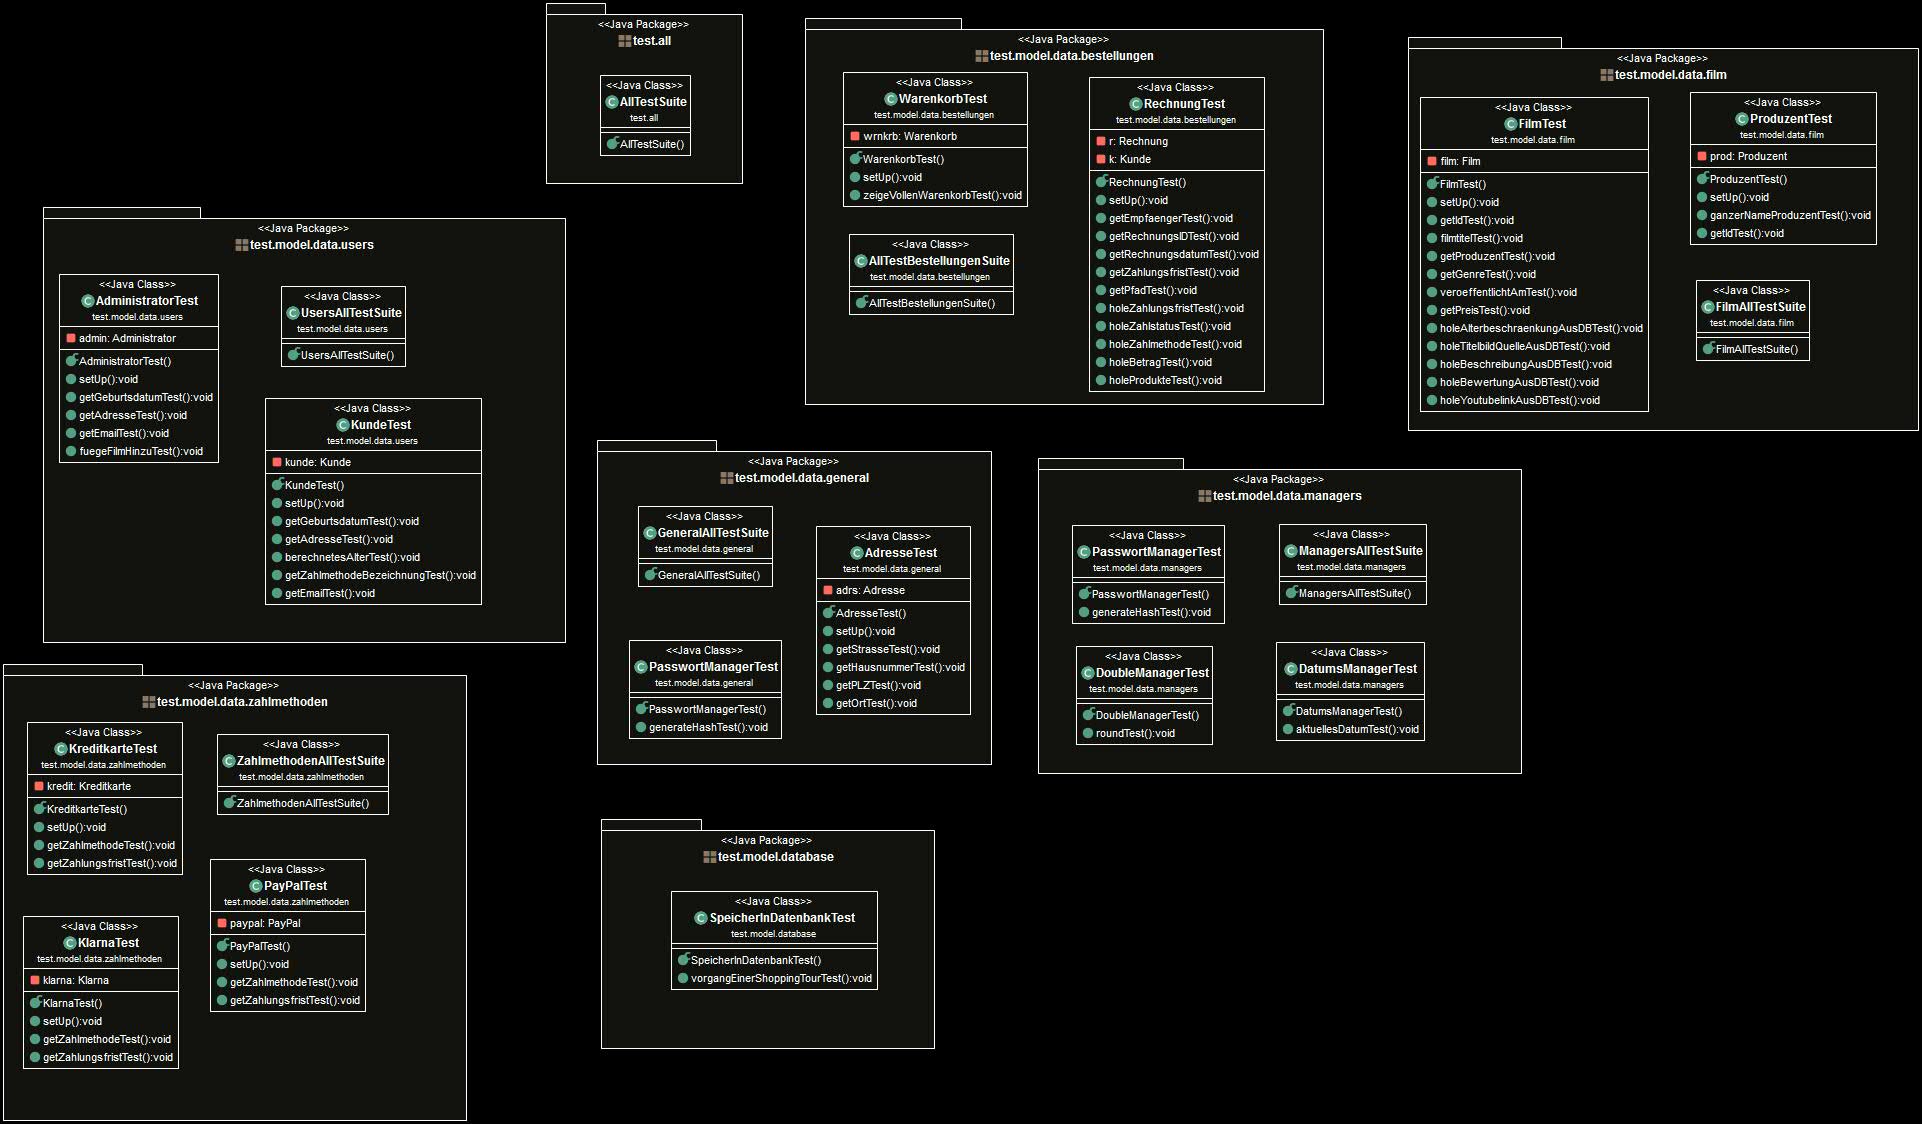 <<Java Package>>
test.all
<<Java Class>>
AllTestSuite
test.all
AllTestSuite()
<<Java Package>>
test.model.data.bestellungen
<<Java Class>>
WarenkorbTest
test.model.data.bestellungen
wrnkrb: Warenkorb
WarenkorbTest()
setUp():void
zeigeVollenWarenkorbTest():void
<<Java Class>>
AllTestBestellungenSuite
test.model.data.bestellungen
AllTestBestellungenSuite()
<<Java Class>>
RechnungTest
test.model.data.bestellungen
r: Rechnung
k: Kunde
RechnungTest()
setUp():void
getEmpfaengerTest():void
getRechnungsIDTest():void
getRechnungsdatumTest():void
getZahlungsfristTest():void
getPfadTest():void
holeZahlungsfristTest():void
holeZahlstatusTest():void
holeZahlmethodeTest():void
holeBetragTest():void
holeProdukteTest():void
<<Java Package>>
test.model.data.film
<<Java Class>>
FilmTest
test.model.data.film
film: Film
FilmTest()
setUp():void
getIdTest():void
filmtitelTest():void
getProduzentTest():void
getGenreTest():void
veroeffentlichtAmTest():void
getPreisTest():void
holeAlterbeschraenkungAusDBTest():void
holeTitelbildQuelleAusDBTest():void
holeBeschreibungAusDBTest():void
holeBewertungAusDBTest():void
holeYoutubelinkAusDBTest():void
<<Java Class>>
ProduzentTest
test.model.data.film
prod: Produzent
ProduzentTest()
setUp():void
ganzerNameProduzentTest():void
getIdTest():void
<<Java Class>>
FilmAllTestSuite
test.model.data.film
FilmAllTestSuite()
<<Java Package>>
test.model.data.users
<<Java Class>>
AdministratorTest
test.model.data.users
admin: Administrator
AdministratorTest()
setUp():void
getGeburtsdatumTest():void
getAdresseTest():void
getEmailTest():void
fuegeFilmHinzuTest():void
<<Java Class>>
UsersAllTestSuite
test.model.data.users
UsersAllTestSuite()
<<Java Class>>
KundeTest
test.model.data.users
kunde: Kunde
KundeTest()
setUp():void
getGeburtsdatumTest():void
getAdresseTest():void
berechnetesAlterTest():void
getZahlmethodeBezeichnungTest():void
getEmailTest():void
<<Java Package>>
test.model.data.general
<<Java Class>>
GeneralAllTestSuite
test.model.data.general
GeneralAllTestSuite()
<<Java Class>>
AdresseTest
test.model.data.general
adrs: Adresse
AdresseTest()
setUp():void
getStrasseTest():void
getHausnummerTest():void
getPLZTest():void
getOrtTest():void
<<Java Class>>
PasswortManagerTest
test.model.data.general
PasswortManagerTest()
generateHashTest():void
<<Java Package>>
test.model.data.managers
<<Java Class>>
PasswortManagerTest
test.model.data.managers
PasswortManagerTest()
generateHashTest():void
<<Java Class>>
ManagersAllTestSuite
test.model.data.managers
ManagersAllTestSuite()
<<Java Class>>
DoubleManagerTest
test.model.data.managers
DoubleManagerTest()
roundTest():void
<<Java Class>>
DatumsManagerTest
test.model.data.managers
DatumsManagerTest()
aktuellesDatumTest():void
<<Java Package>>
test.model.data.zahlmethoden
<<Java Class>>
KreditkarteTest
test.model.data.zahlmethoden
kredit: Kreditkarte
KreditkarteTest()
setUp():void
getZahlmethodeTest():void
getZahlungsfristTest():void
<<Java Class>>
ZahlmethodenAllTestSuite
test.model.data.zahlmethoden
ZahlmethodenAllTestSuite()
<<Java Class>>
PayPalTest
test.model.data.zahlmethoden
paypal: PayPal
PayPalTest()
setUp():void
getZahlmethodeTest():void
getZahlungsfristTest():void
<<Java Class>>
KlarnaTest
test.model.data.zahlmethoden
klarna: Klarna
KlarnaTest()
setUp():void
getZahlmethodeTest():void
getZahlungsfristTest():void
<<Java Package>>
test.model.database
<<Java Class>>
SpeicherInDatenbankTest
test.model.database
SpeicherInDatenbankTest()
vorgangEinerShoppingTourTest():void